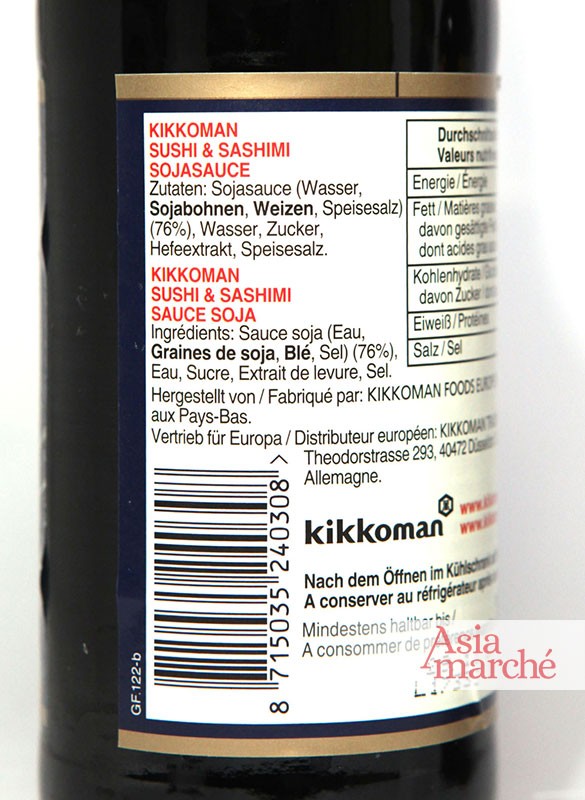 KIKKOMAN
SUSHI & SASHIMI
SOJASAUCE
Zutaten: Sojasauce (Wasser,
Sojabohnen, Weizen, Speisesalz)
(76%), Wasser, Zucker,
Hefeextrakt, Speisesalz.
KIKKOMAN
SUSHI & SASHIMI
SAUCE SOJA
Ingrédients: Sauce soja (Eau,
Graines de soja, Blé, Sel) (76%),
Eau, Sucre, Extrait de levure, Sel.
Hergestellt von / Fabriqué par: KIKKOMAN FOODS
aux Pays-Bas.
Vertrieb für Europa / Distributeur européen: KIKKOMAN
Theodorstrasse 293, 40472
Allemagne.
Valeurs
Energie / Énergie
Fett / Matières
davon gesättigte
dont acides gras
Kohlenhydrate /
davon Zucker /
Eiweiß / Protéines
Salz / Sel
8 715035 240308 >
kikkoman
Nach dem Öffnen im Kühlschrank
A conserver au réfrigérateur après
Mindestens haltbar bis /
A consommer de
GF.122-b
Asia
marché